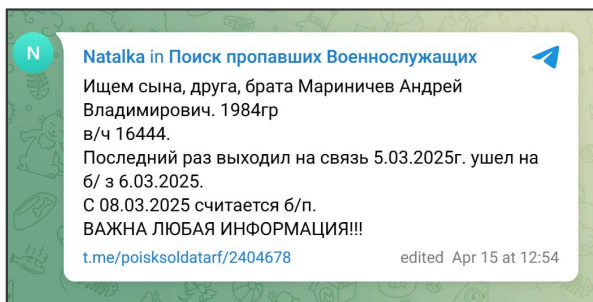 N
Natalka in Поиск пропавших Военнослужащих
Ищем сына, друга, брата Мариничев Андрей
Владимирович. 1984гр
в/ч 16444.
Последний раз выходил на связь 5.03.2025г. ушел на
б/ з 6.03.2025.
С 08.03.2025 считается б/п.
ВАЖНА ЛЮБАЯ ИНФОРМАЦИЯ!!!
t.me/poisksoldatarf/2404678 edited Apr 15 at 12:54